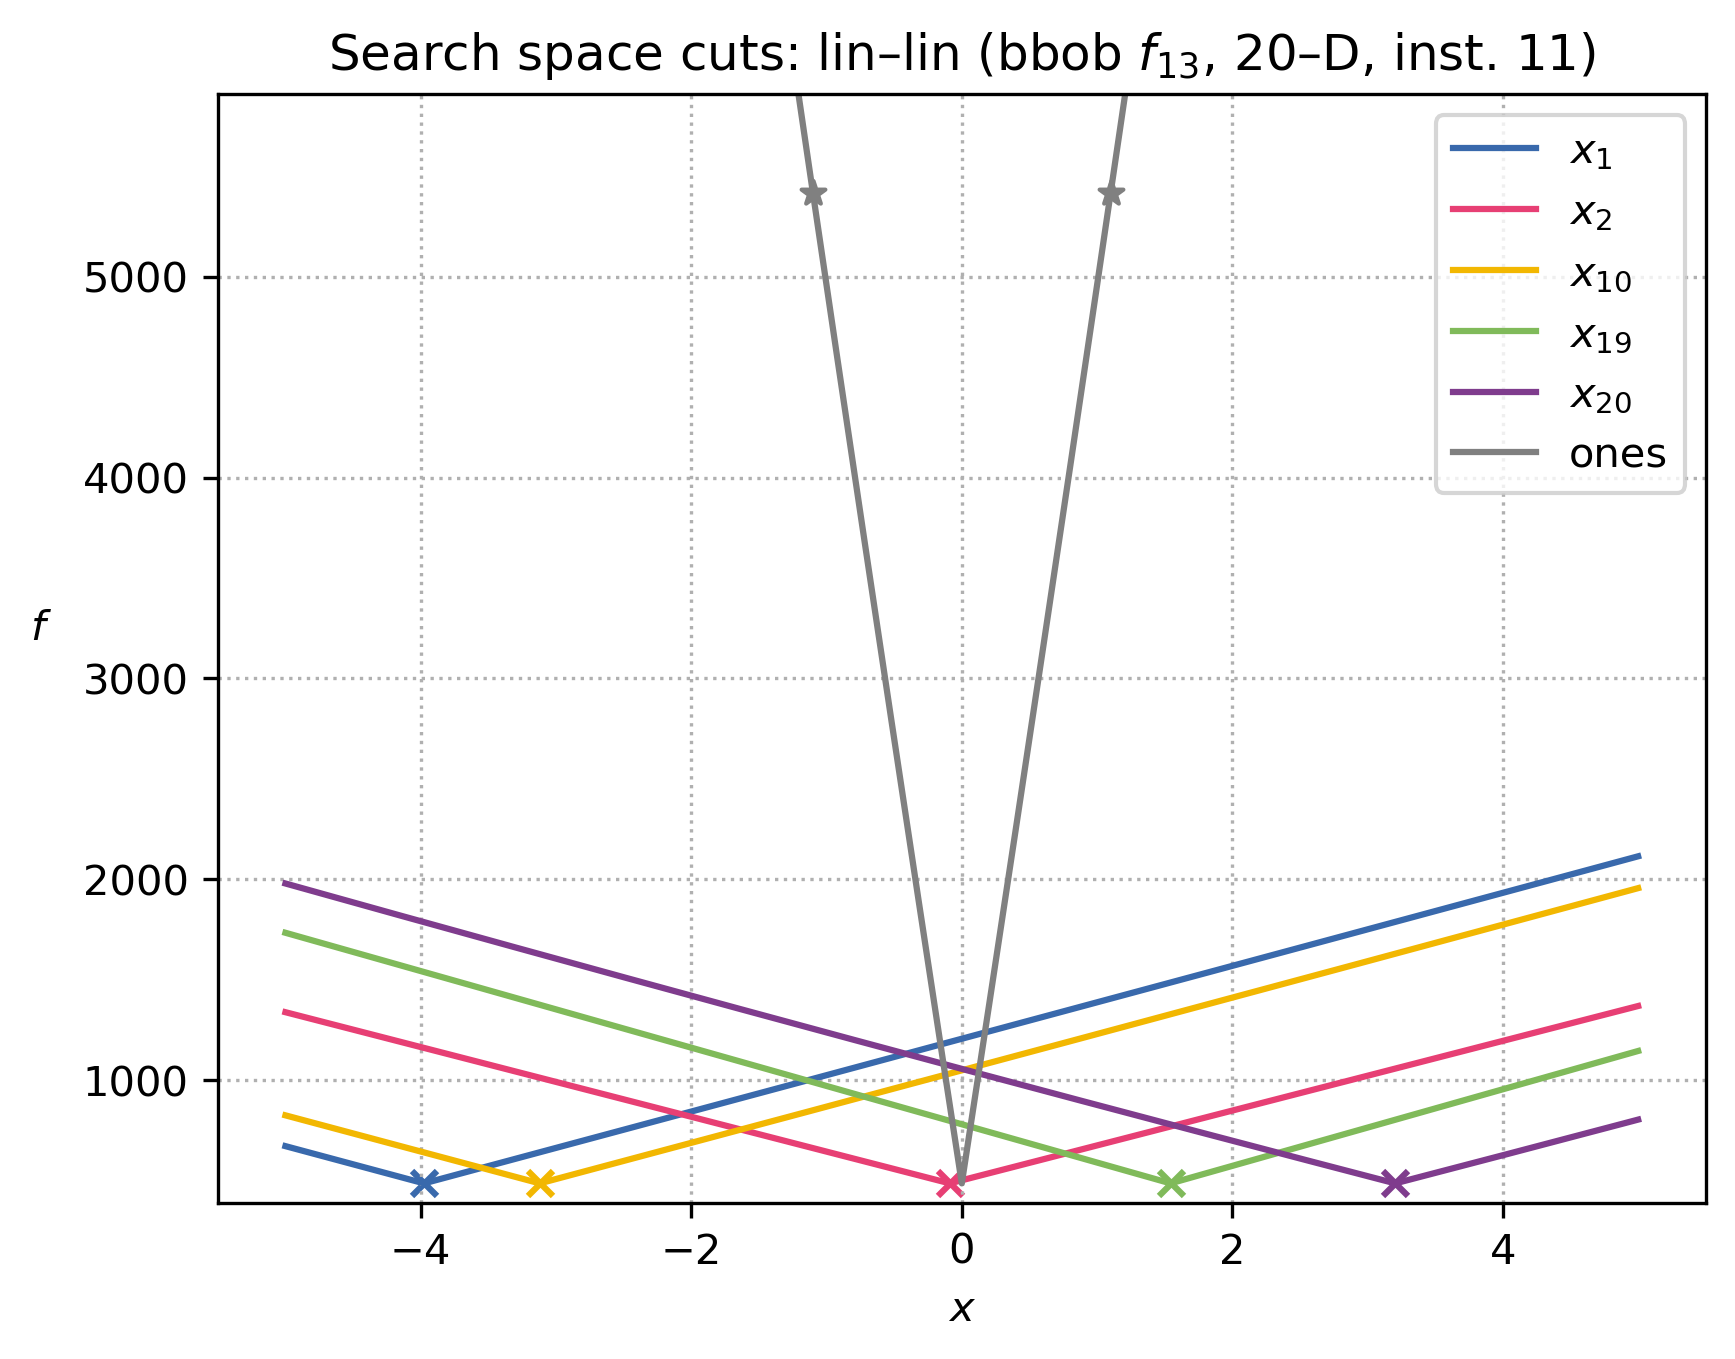 Search space cuts: lin–lin (bbob f₁₃, 20–D, inst. 11)
x₁
x₂
x₁₀
x₁₉
x₂₀
ones
5000
4000
3000
2000
1000
f
−4 −2 0 2 4
x